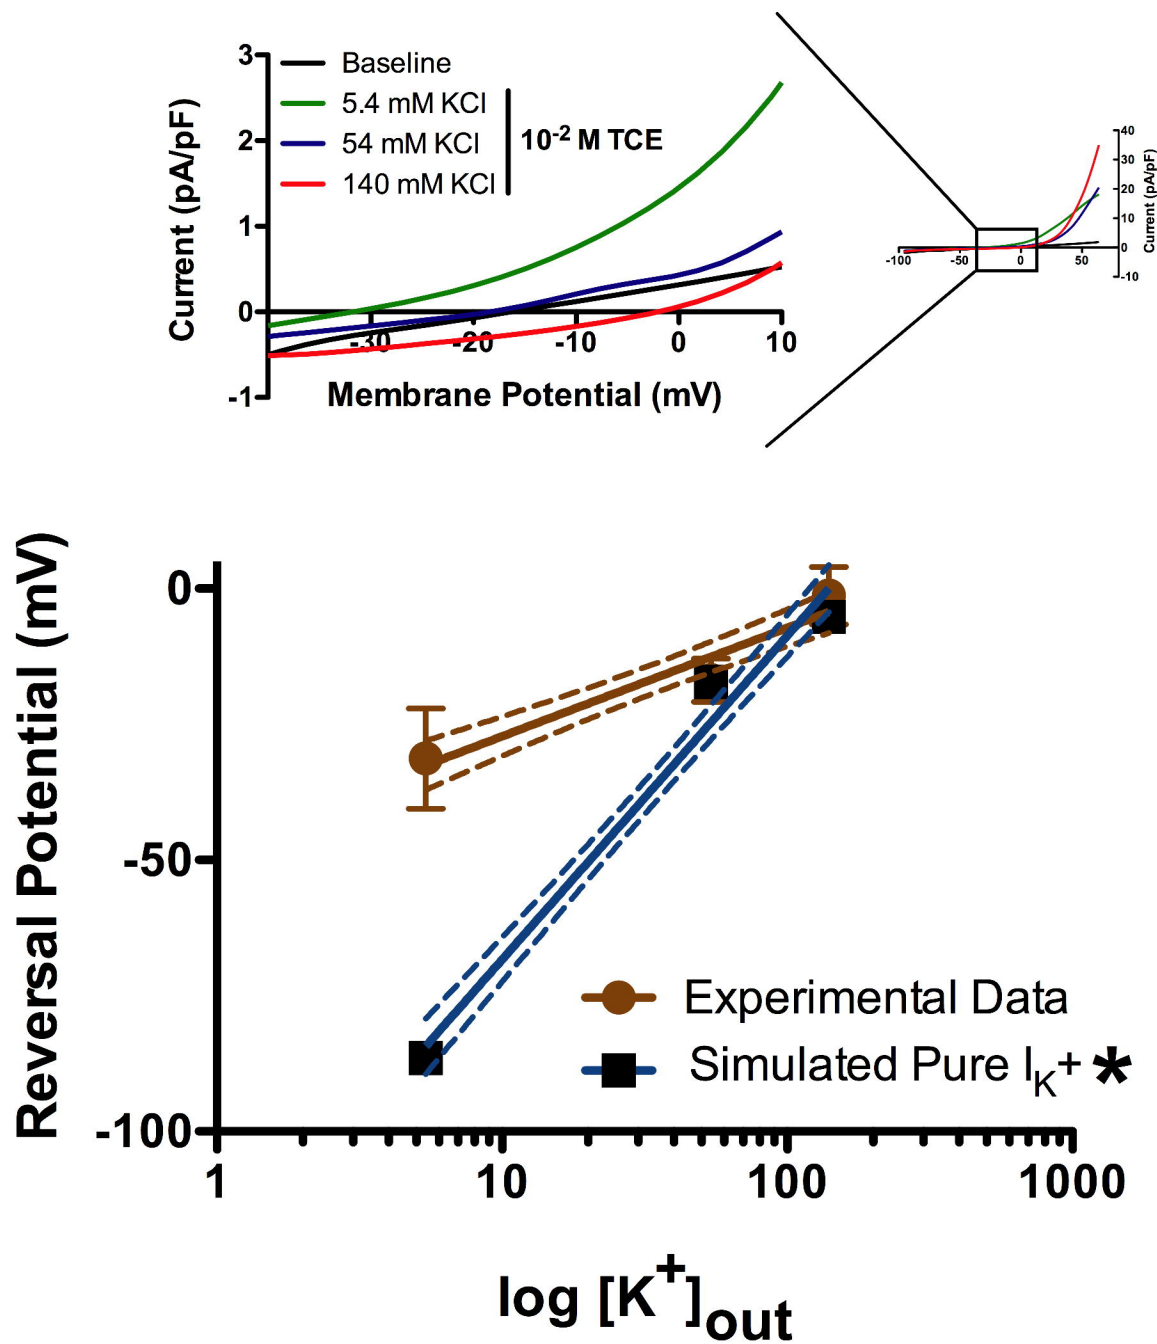 3
2
1
0
-1
Current (pA/pF)
Baseline
5.4 mM KCl
54 mM KCl
140 mM KCl
10⁻² M TCE
-30 -20 -10 0 10
Membrane Potential (mV)
40
30
20
10
0
-10
Current (pA/pF)
-100 -50 0 50
0
-50
-100
Reversal Potential (mV)
Experimental Data
Simulated Pure I_K+ *
1 10 100 1000
log [K⁺]out